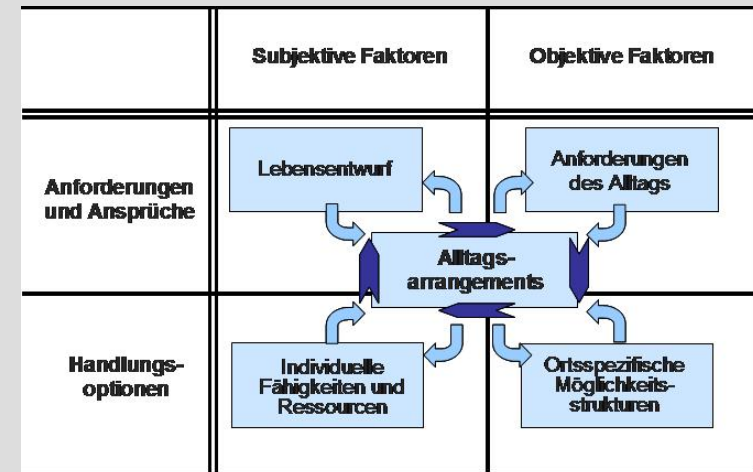 Subjektive Faktoren
Objektive Faktoren
Anforderungen
und Ansprüche
Lebensentwurf
Anforderungen
des Alltags
Alltags-
arrangements
Handlungs-
optionen
Individuelle
Fähigkeiten und
Ressourcen
Ortsspezifische
Möglichkeits-
strukturen